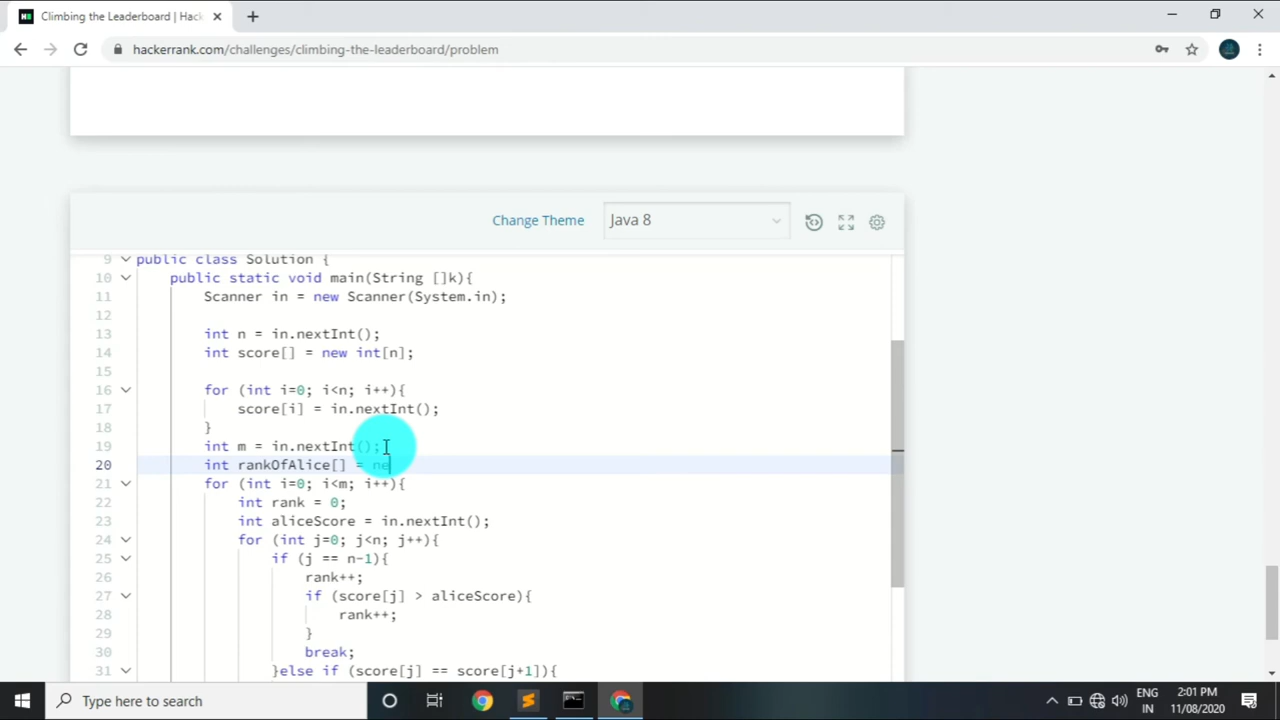 Climbing the Leaderboard | Hack
hackerrank.com/challenges/climbing-the-leaderboard/problem
Change Theme
Java 8
9 public class Solution {
10 public static void main(String []k){
11 Scanner in = new Scanner(System.in);
12
13 int n = in.nextInt();
14 int score[] = new int[n];
15
16 for (int i=0; i<n; i++){
17 score[i] = in.nextInt();
18 }
19 int m = in.nextInt();
20 int rankOfAlice[] = ne
21 for (int i=0; i<m; i++){
22 int rank = 0;
23 int aliceScore = in.nextInt();
24 for (int j=0; j<n; j++){
25 if (j == n-1){
26 rank++;
27 if (score[j] > aliceScore){
28 rank++;
29 }
30 break;
31 }else if (score[j] == score[j+1]){
Type here to search
ENG
IN
2:01 PM
11/08/2020